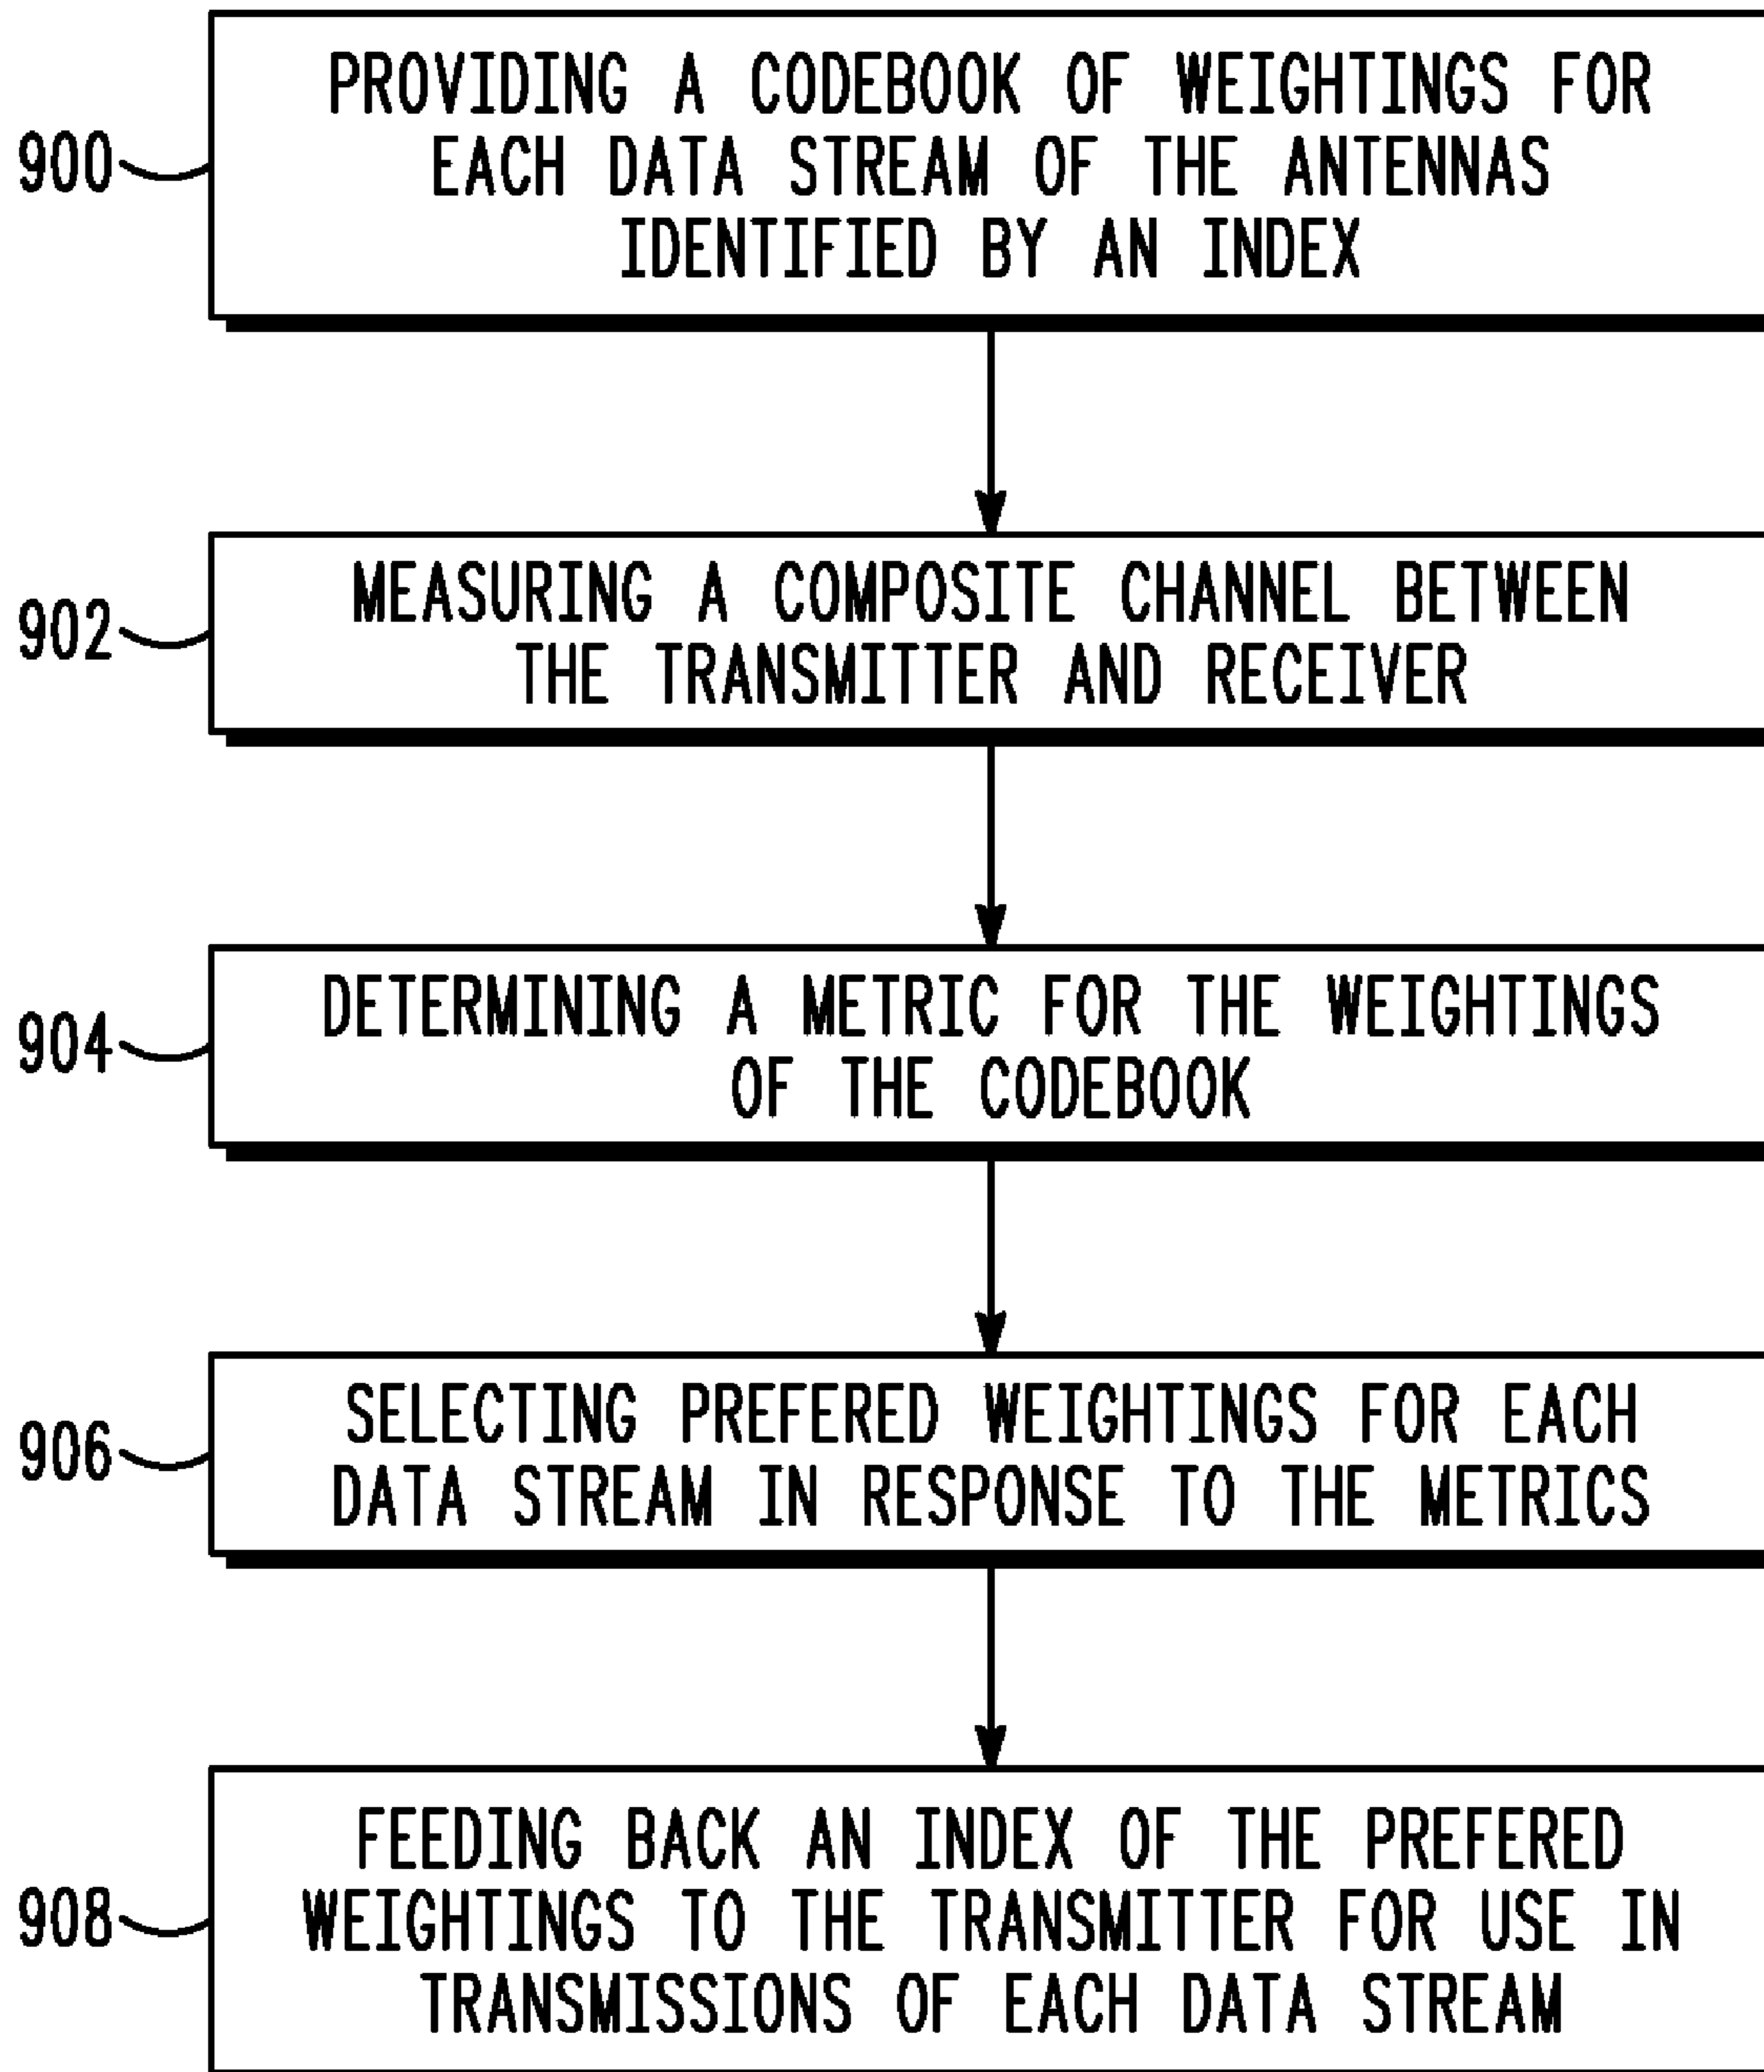 900
PROVIDING A CODEBOOK OF WEIGHTINGS FOR
EACH DATA STREAM OF THE ANTENNAS
IDENTIFIED BY AN INDEX
902
MEASURING A COMPOSITE CHANNEL BETWEEN
THE TRANSMITTER AND RECEIVER
904
DETERMINING A METRIC FOR THE WEIGHTINGS
OF THE CODEBOOK
906
SELECTING PREFERED WEIGHTINGS FOR EACH
DATA STREAM IN RESPONSE TO THE METRICS
908
FEEDING BACK AN INDEX OF THE PREFERED
WEIGHTINGS TO THE TRANSMITTER FOR USE IN
TRANSMISSIONS OF EACH DATA STREAM